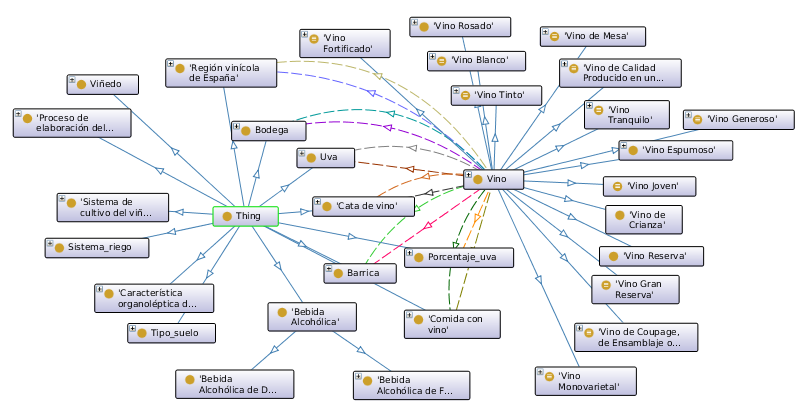 'Vino Rosado'
'Vino
Fortificado'
'Vino de Mesa'
'Vino Blanco'
'Región vinícola
de España'
'Vino de Calidad
Producido en un...
Viñedo
'Vino Tinto'
'Vino
Tranquilo'
'Proceso de
elaboración del...
'Vino Generoso'
Bodega
'Vino Espumoso'
Uva
Vino
'Vino Joven'
'Sistema de
cultivo del viñ...
'Cata de vino'
Thing
'Vino de
Crianza'
Sistema_riego
Porcentaje_uva
'Vino Reserva'
Barrica
'Vino Gran
Reserva'
'Característica
organoléptica d...
'Bebida
Alcohólica'
'Comida con
vino'
Tipo_suelo
'Vino de Coupage,
de Ensamblaje o...
'Bebida
Alcohólica de D...
'Bebida
Alcohólica de F...
'Vino
Monovarietal'